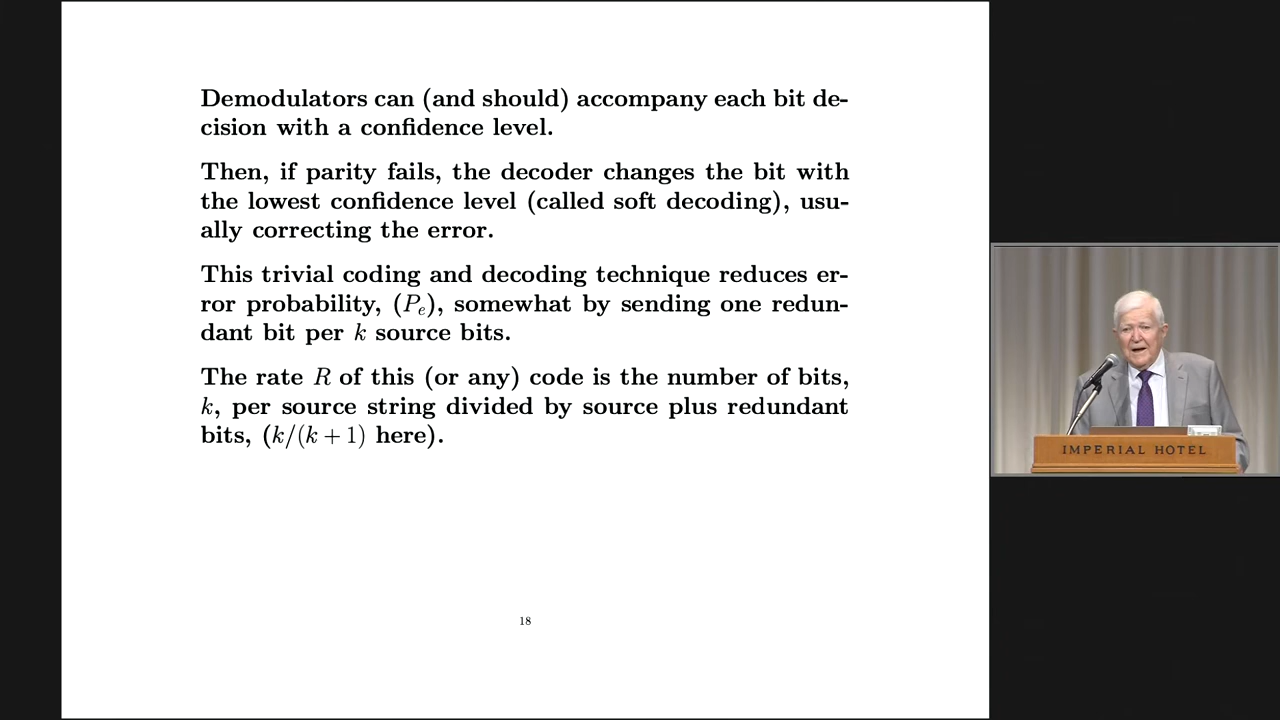 Demodulators can (and should) accompany each bit de-
cision with a confidence level.
Then, if parity fails, the decoder changes the bit with
the lowest confidence level (called soft decoding), usu-
ally correcting the error.
This trivial coding and decoding technique reduces er-
ror probability, (Pₑ), somewhat by sending one redun-
dant bit per k source bits.
The rate R of this (or any) code is the number of bits,
k, per source string divided by source plus redundant
bits, (k/(k + 1) here).
18
IMPERIAL HOTEL